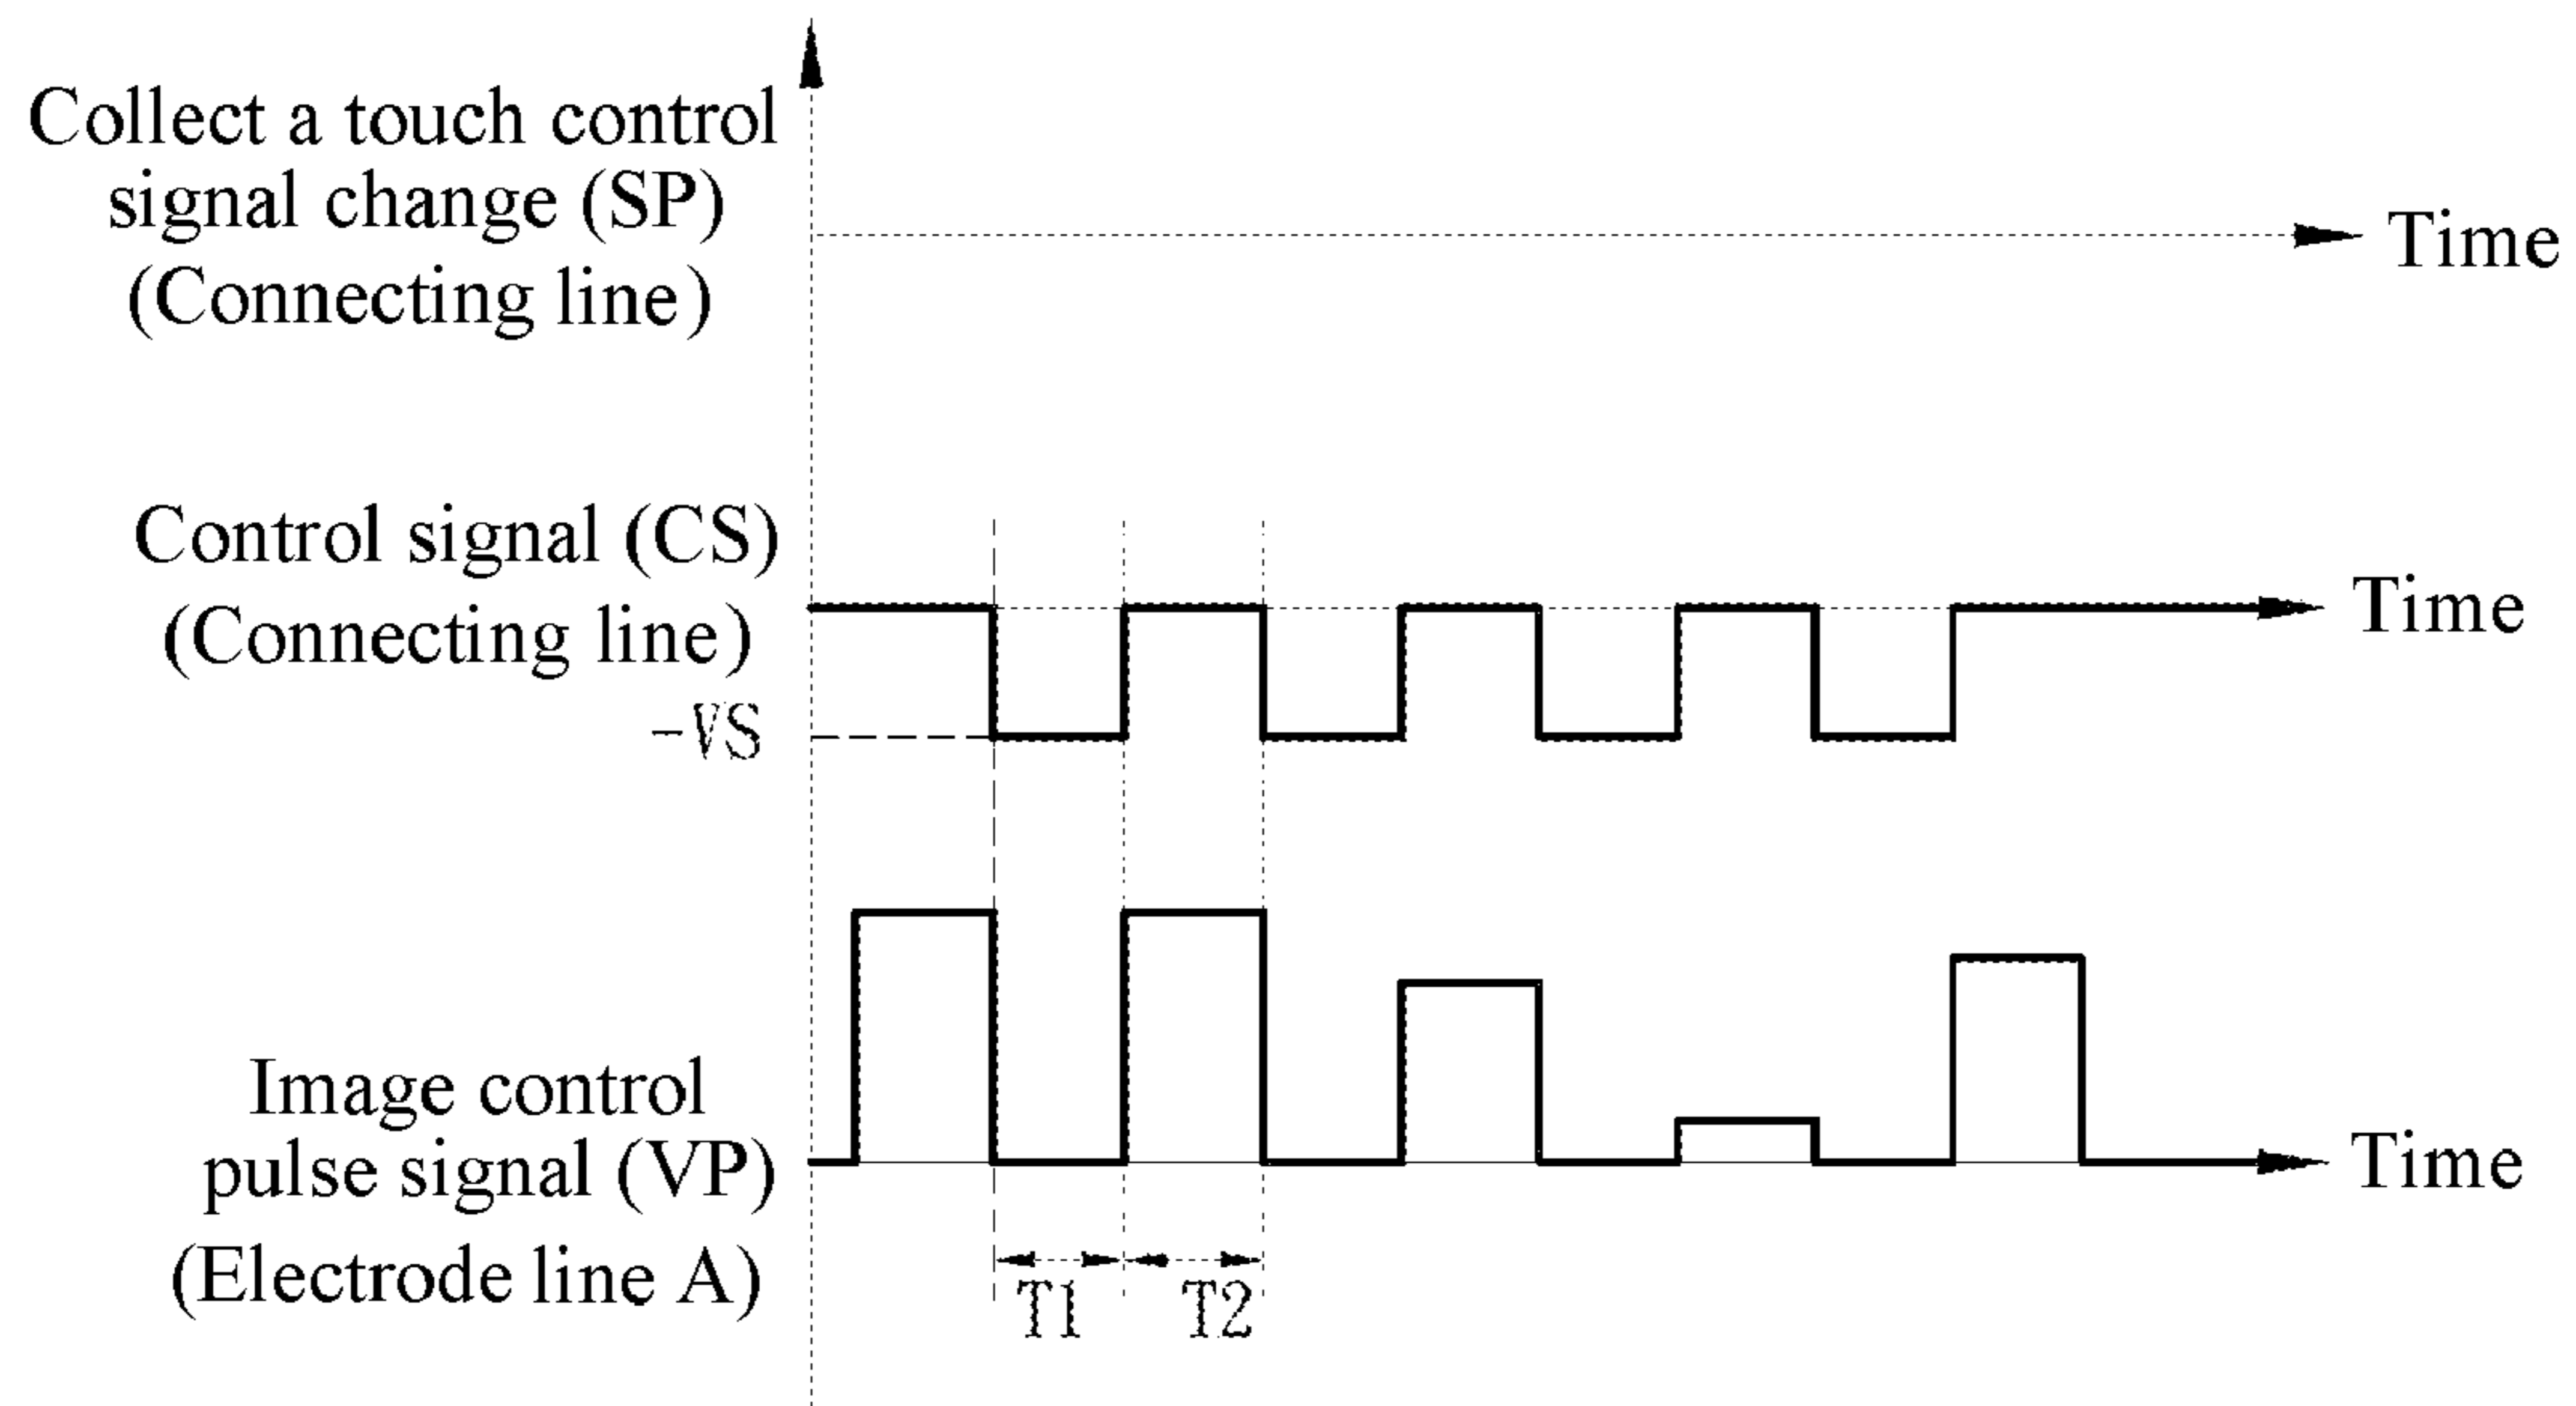 Collect a touch control
signal change (SP)
(Connecting line)
Time
Control signal (CS)
(Connecting line)
Time
-VS
Image control
pulse signal (VP)
(Electrode line A)
Time
T1
T2